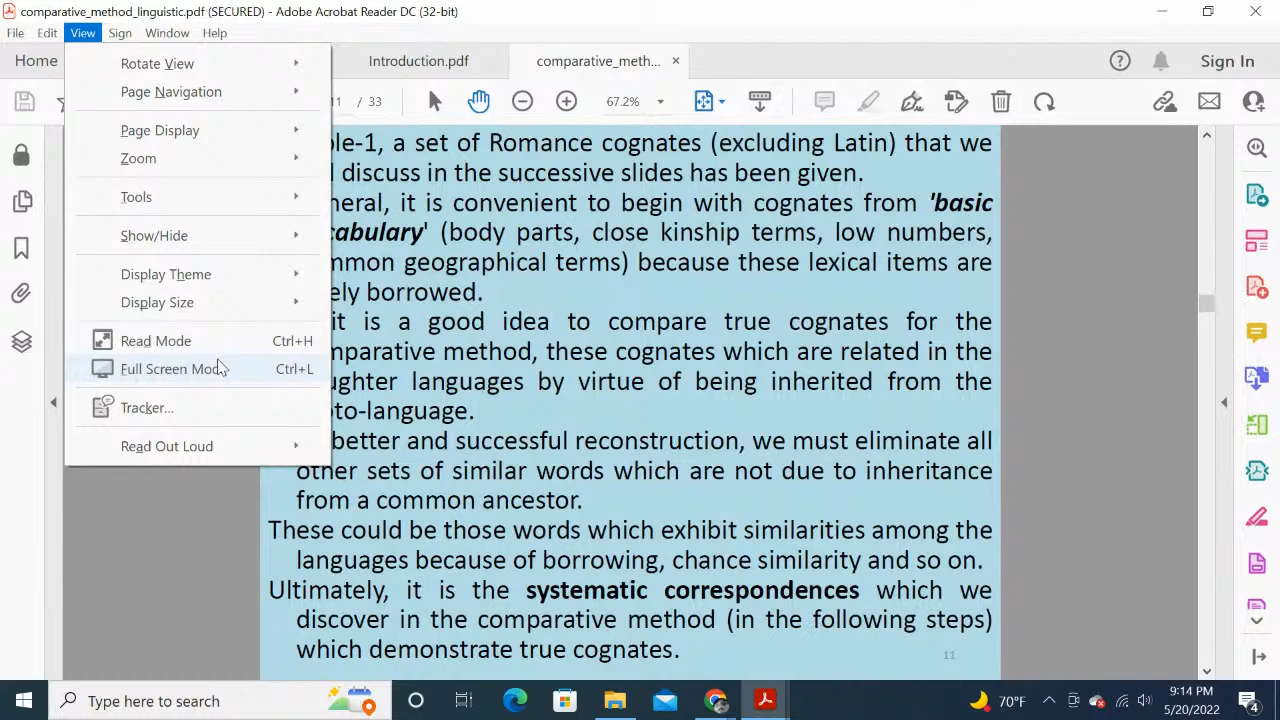 comparative_method_linguistic.pdf (SECURED) - Adobe Acrobat Reader DC (32-bit)
File Edit View Sign Window Help
Home Introduction.pdf comparative_meth... × Sign In
11 / 33 67.2%
Rotate View
Page Navigation
Page Display
Zoom
Tools
Show/Hide
Display Theme
Display Size
Read Mode Ctrl+H
Full Screen Mode Ctrl+L
Tracker...
Read Out Loud
ble-1, a set of Romance cognates (excluding Latin) that we
discuss in the successive slides has been given.
neral, it is convenient to begin with cognates from 'basic
cabulary' (body parts, close kinship terms, low numbers,
mmon geographical terms) because these lexical items are
ely borrowed.
it is a good idea to compare true cognates for the
mparative method, these cognates which are related in the
ughter languages by virtue of being inherited from the
oto-language.
better and successful reconstruction, we must eliminate all
other sets of similar words which are not due to inheritance
from a common ancestor.
These could be those words which exhibit similarities among the
languages because of borrowing, chance similarity and so on.
Ultimately, it is the systematic correspondences which we
discover in the comparative method (in the following steps)
which demonstrate true cognates.
11
Type here to search
70°F
9:14 PM
5/20/2022
4